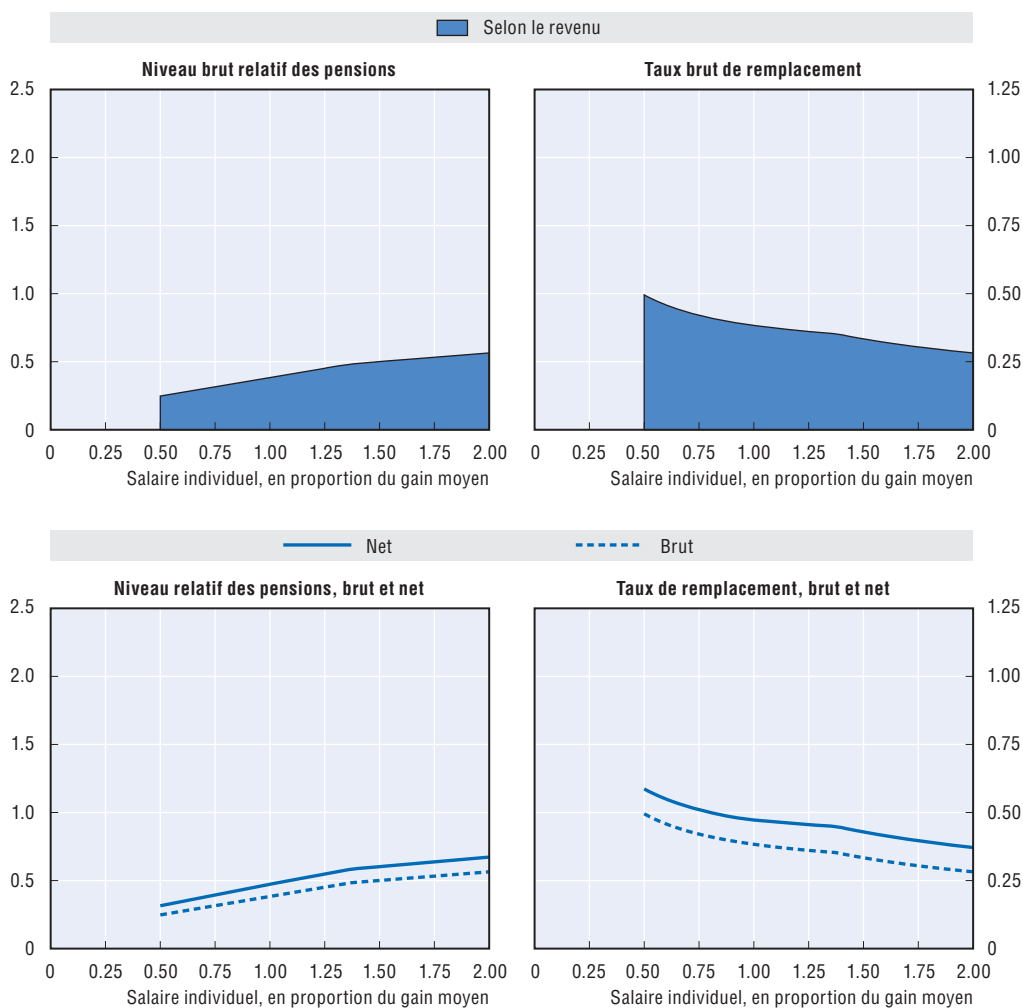 Selon le revenu
Niveau brut relatif des pensions
2.5
2.0
1.5
1.0
0.5
0
0 0.25 0.50 0.75 1.00 1.25 1.50 1.75 2.00
Salaire individuel, en proportion du gain moyen
Taux brut de remplacement
1.25
1.00
0.75
0.50
0.25
0
0 0.25 0.50 0.75 1.00 1.25 1.50 1.75 2.00
Salaire individuel, en proportion du gain moyen
Net Brut
Niveau relatif des pensions, brut et net
2.5
2.0
1.5
1.0
0.5
0
0 0.25 0.50 0.75 1.00 1.25 1.50 1.75 2.00
Salaire individuel, en proportion du gain moyen
Taux de remplacement, brut et net
1.25
1.00
0.75
0.50
0.25
0
0 0.25 0.50 0.75 1.00 1.25 1.50 1.75 2.00
Salaire individuel, en proportion du gain moyen